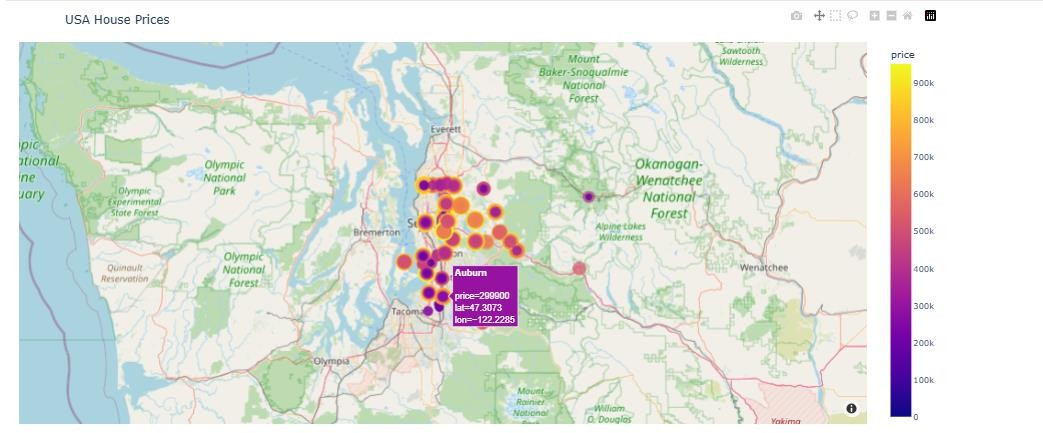 USA House Prices
price
900k
800k
700k
600k
500k
400k
300k
200k
100k
0
Sawtooth
Wilderness
Mount
Baker-Snoqualmie
National
Forest
Everett
Olympic
National
Park
Okanogan-
Wenatchee
National
Forest
Olympic
Experimental
State Forest
Alpine Lakes
Wilderness
Bremerton
Quinault
Reservation
Olympic
National
Forest
Wenatchee
Auburn
price=299900
lat=47.3073
lon=−122.2285
Tacoma
Olympia
Mount
Rainier
National
William
O. Douglas
Yakima